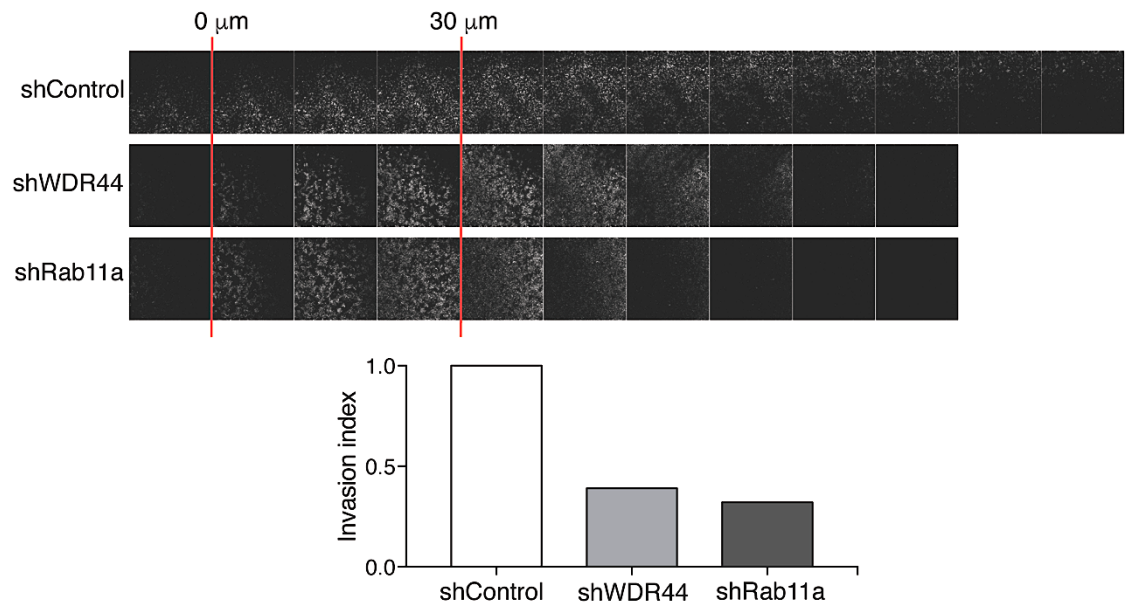 0 μm 30 μm
shControl
shWDR44
shRab11a
1.0
0.5
0.0
Invasion index
shControl shWDR44 shRab11a